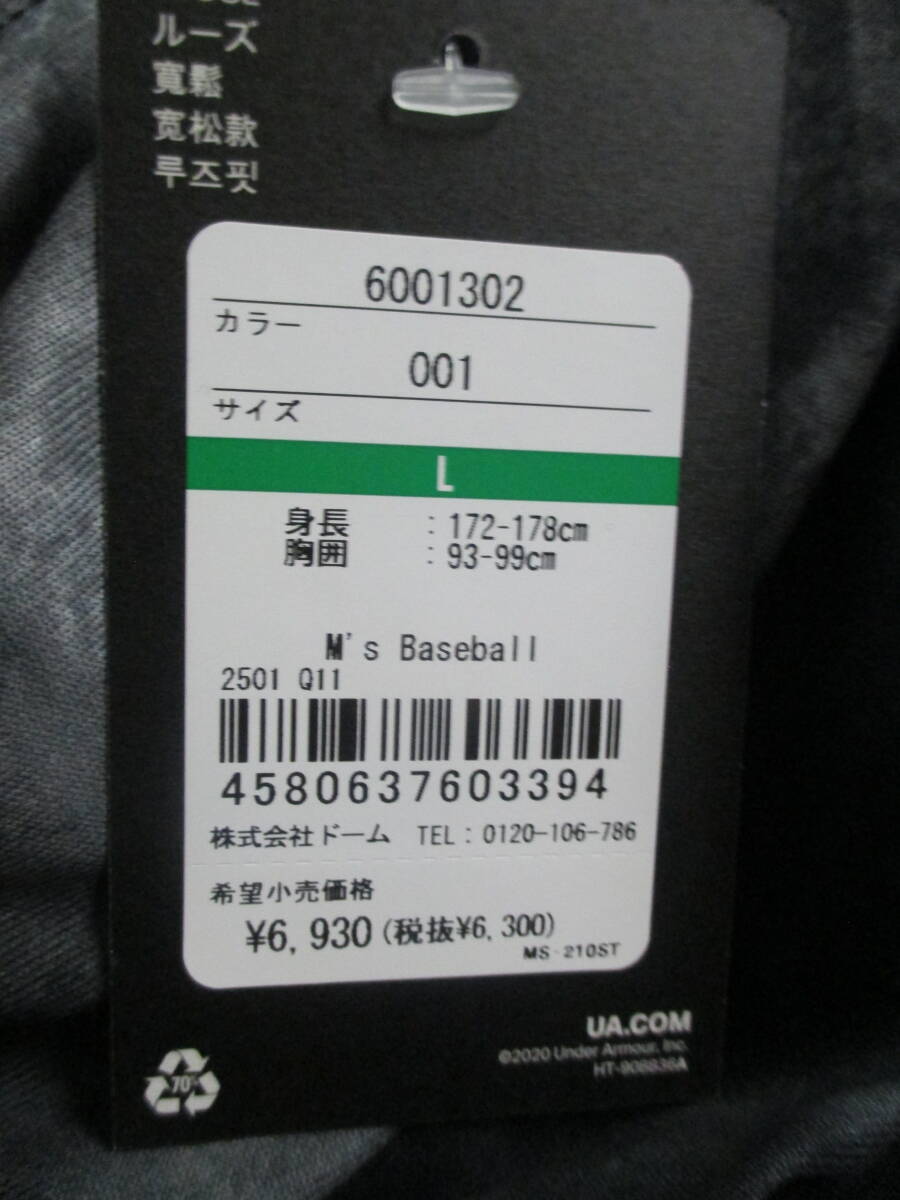 ルーズ
寬鬆
宽松款
루즈핏
6001302
カラー
001
サイズ
L
身長 : 172-178cm
胸囲 : 93-99cm
M's Baseball
2501 Q11
4580637603394
株式会社ドーム TEL : 0120-106-786
希望小売価格
¥6,930 (税抜¥6,300)
MS-210ST
UA.COM
©2020 Under Armour, Inc.
70%